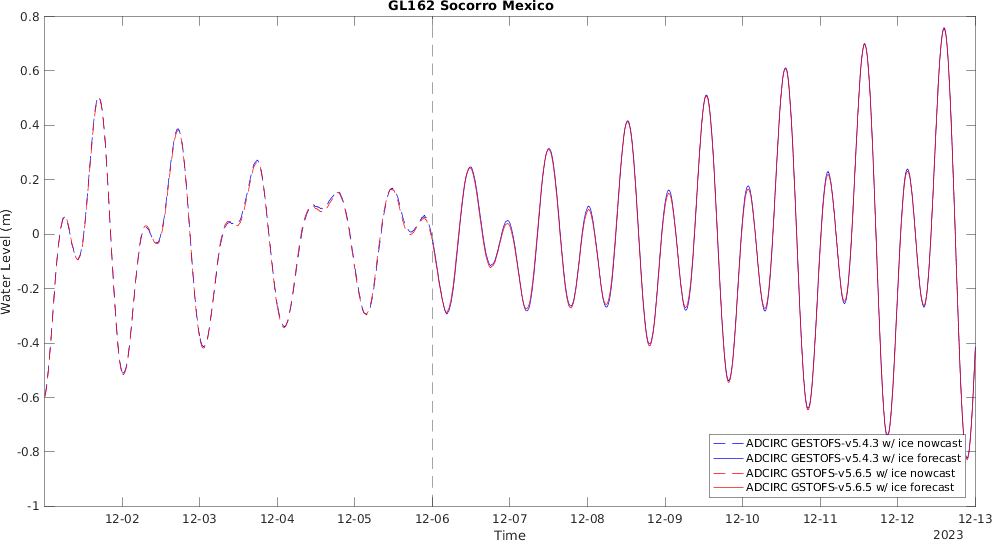 GL162 Socorro Mexico
0.8
0.6
0.4
0.2
0
-0.2
-0.4
-0.6
-0.8
-1
Water Level (m)
ADCIRC GESTOFS-v5.4.3 w/ ice nowcast
ADCIRC GESTOFS-v5.4.3 w/ ice forecast
ADCIRC GSTOFS-v5.6.5 w/ ice nowcast
ADCIRC GSTOFS-v5.6.5 w/ ice forecast
12-02 12-03 12-04 12-05 12-06 12-07 12-08 12-09 12-10 12-11 12-12 12-13
Time
2023